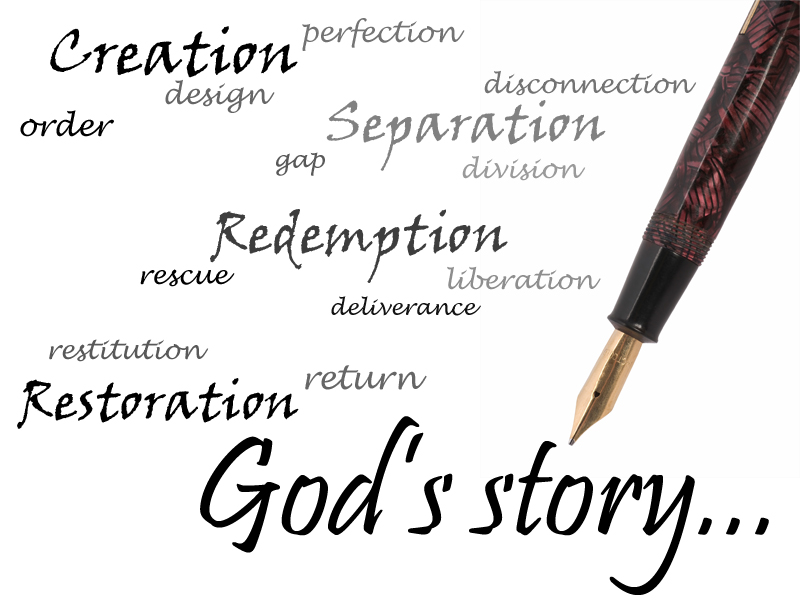 Creation
perfection
design
order
disconnection
Separation
gap
division
Redemption
rescue
liberation
deliverance
restitution
return
Restoration
God's story...